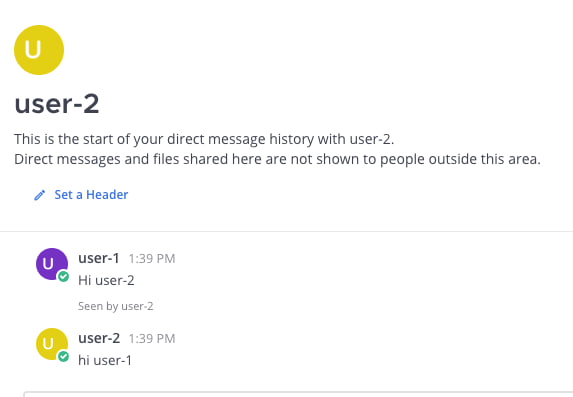 U
user-2
This is the start of your direct message history with user-2.
Direct messages and files shared here are not shown to people outside this area.
Set a Header
U
user-1 1:39 PM
Hi user-2
Seen by user-2
U
user-2 1:39 PM
hi user-1